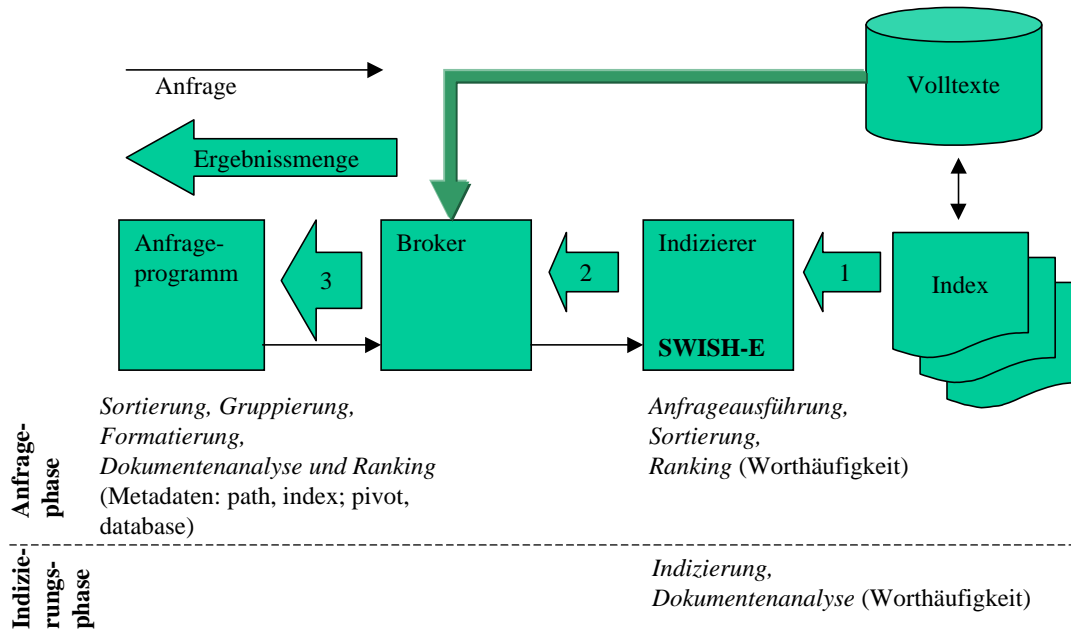 Anfrage
Volltexte
Ergebnissmenge
Anfrage-
programm
3
Broker
2
Indizierer
SWISH-E
1
Index
Anfrage-
phase
Sortierung, Gruppierung,
Formatierung,
Dokumentenanalyse und Ranking
(Metadaten: path, index; pivot,
database)
Anfrageausführung,
Sortierung,
Ranking (Worthäufigkeit)
Indizie-
rungs-
phase
Indizierung,
Dokumentenanalyse (Worthäufigkeit)